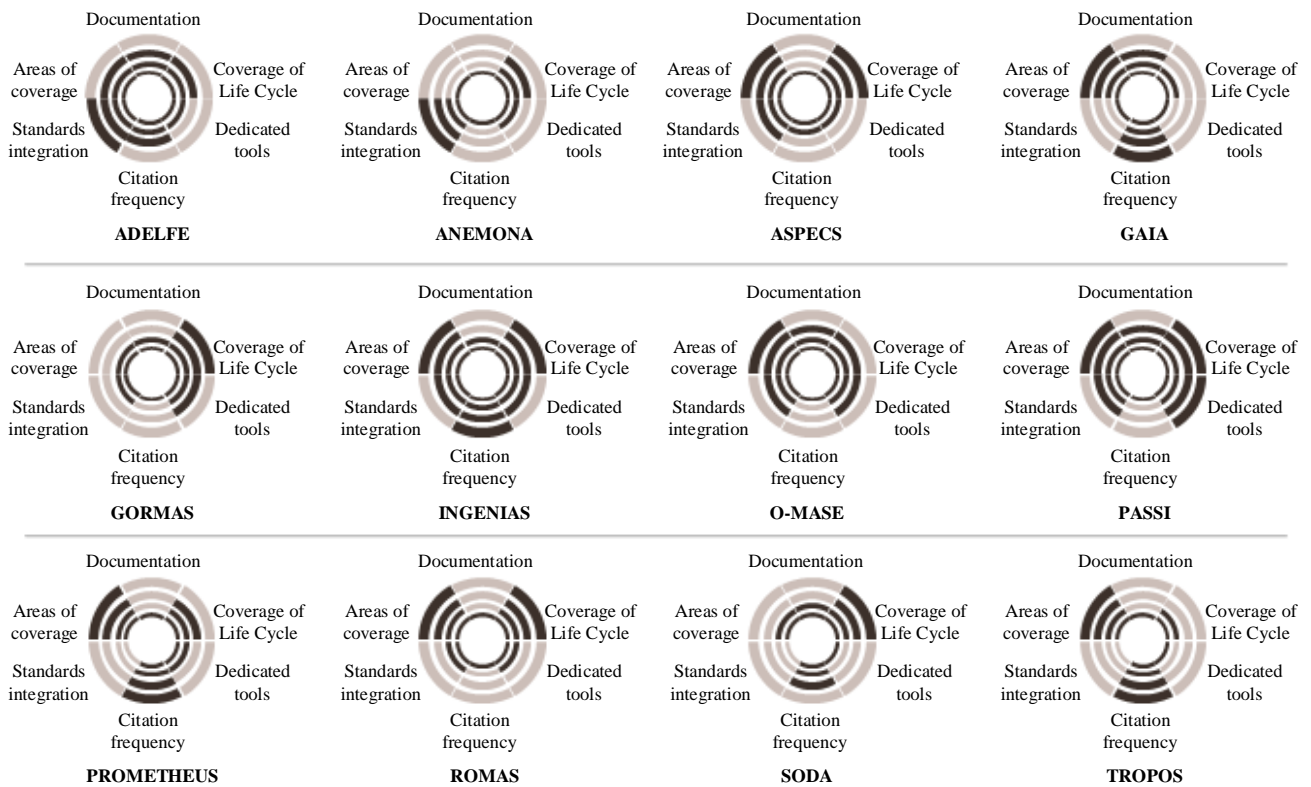 Documentation
Areas of
coverage
Coverage of
Life Cycle
Standards
integration
Dedicated
tools
Citation
frequency
ADELFE
Documentation
Areas of
coverage
Coverage of
Life Cycle
Standards
integration
Dedicated
tools
Citation
frequency
ANEMONA
Documentation
Areas of
coverage
Coverage of
Life Cycle
Standards
integration
Dedicated
tools
Citation
frequency
ASPECS
Documentation
Areas of
coverage
Coverage of
Life Cycle
Standards
integration
Dedicated
tools
Citation
frequency
GAIA
Documentation
Areas of
coverage
Coverage of
Life Cycle
Standards
integration
Dedicated
tools
Citation
frequency
GORMAS
Documentation
Areas of
coverage
Coverage of
Life Cycle
Standards
integration
Dedicated
tools
Citation
frequency
INGENIAS
Documentation
Areas of
coverage
Coverage of
Life Cycle
Standards
integration
Dedicated
tools
Citation
frequency
O-MASE
Documentation
Areas of
coverage
Coverage of
Life Cycle
Standards
integration
Dedicated
tools
Citation
frequency
PASSI
Documentation
Areas of
coverage
Coverage of
Life Cycle
Standards
integration
Dedicated
tools
Citation
frequency
PROMETHEUS
Documentation
Areas of
coverage
Coverage of
Life Cycle
Standards
integration
Dedicated
tools
Citation
frequency
ROMAS
Documentation
Areas of
coverage
Coverage of
Life Cycle
Standards
integration
Dedicated
tools
Citation
frequency
SODA
Documentation
Areas of
coverage
Coverage of
Life Cycle
Standards
integration
Dedicated
tools
Citation
frequency
TROPOS